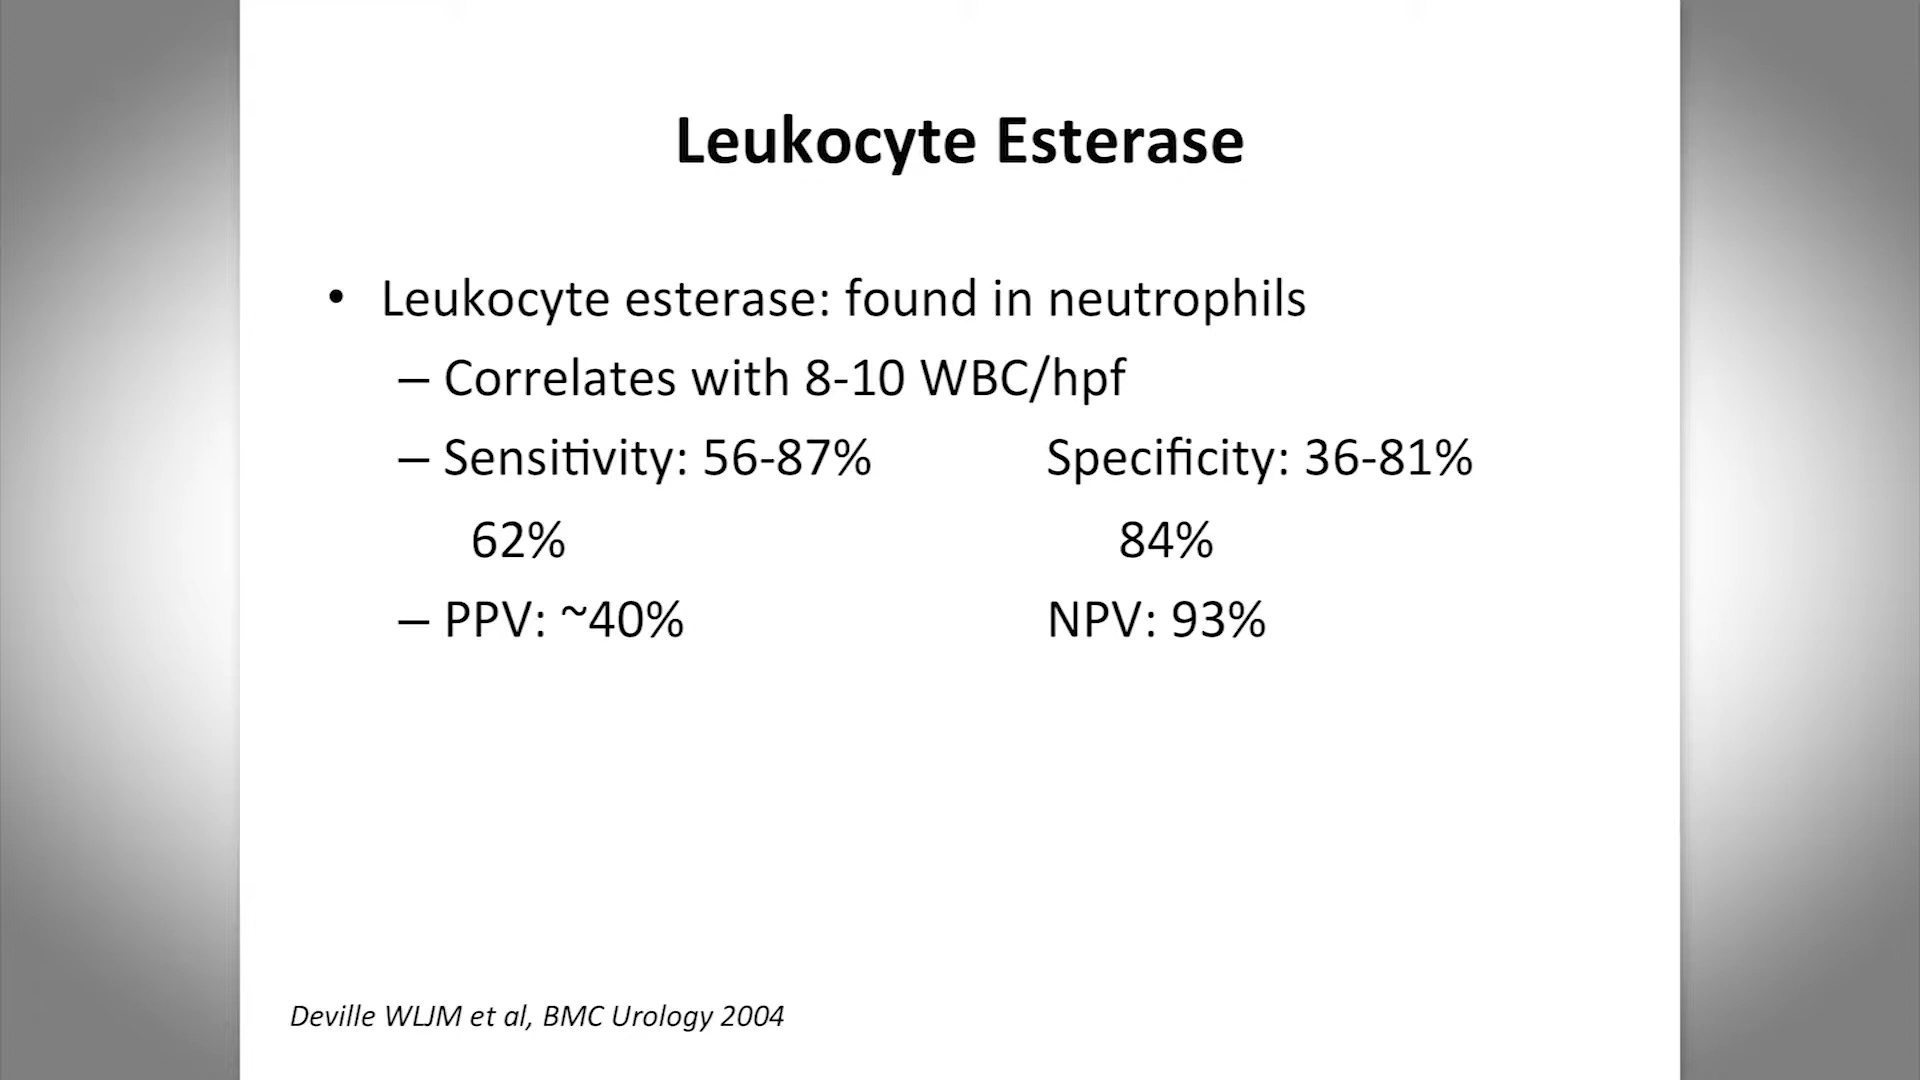 Leukocyte Esterase
• Leukocyte esterase: found in neutrophils
– Correlates with 8-10 WBC/hpf
– Sensitivity: 56-87% Specificity: 36-81%
62% 84%
– PPV: ~40% NPV: 93%
Deville WLJM et al, BMC Urology 2004